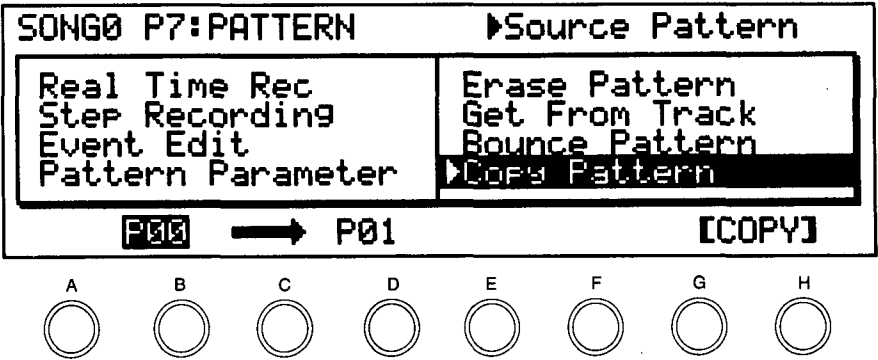 SONG0 P7:PATTERN ▶Source Pattern
Real Time Rec
Step Recording
Event Edit
Pattern Parameter
Erase Pattern
Get From Track
Bounce Pattern
▶Copy Pattern
P00 → P01 [COPY]
A B C D E F G H